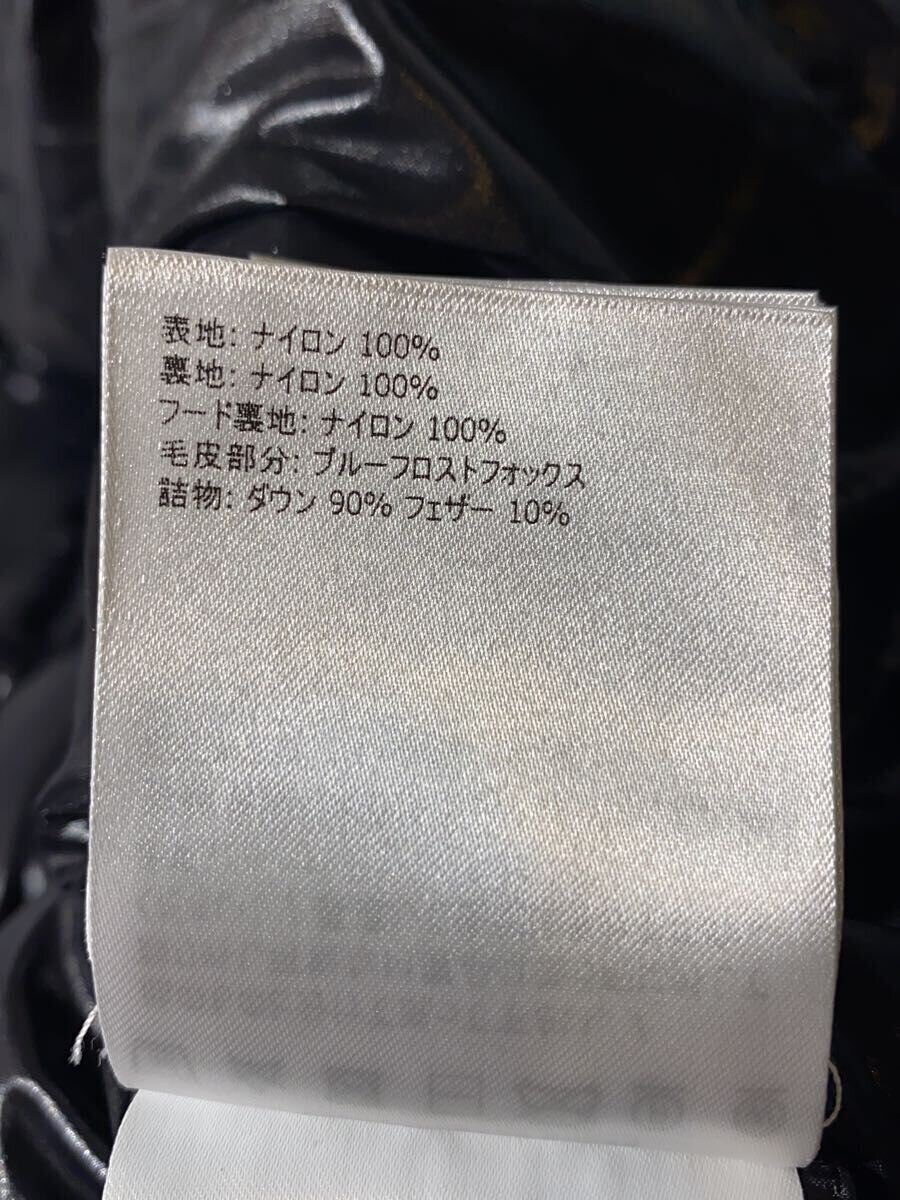 表地: ナイロン 100%
裏地: ナイロン 100%
フード裏地: ナイロン 100%
毛皮部分: ブルーフロストフォックス
詰物: ダウン 90% フェザー 10%